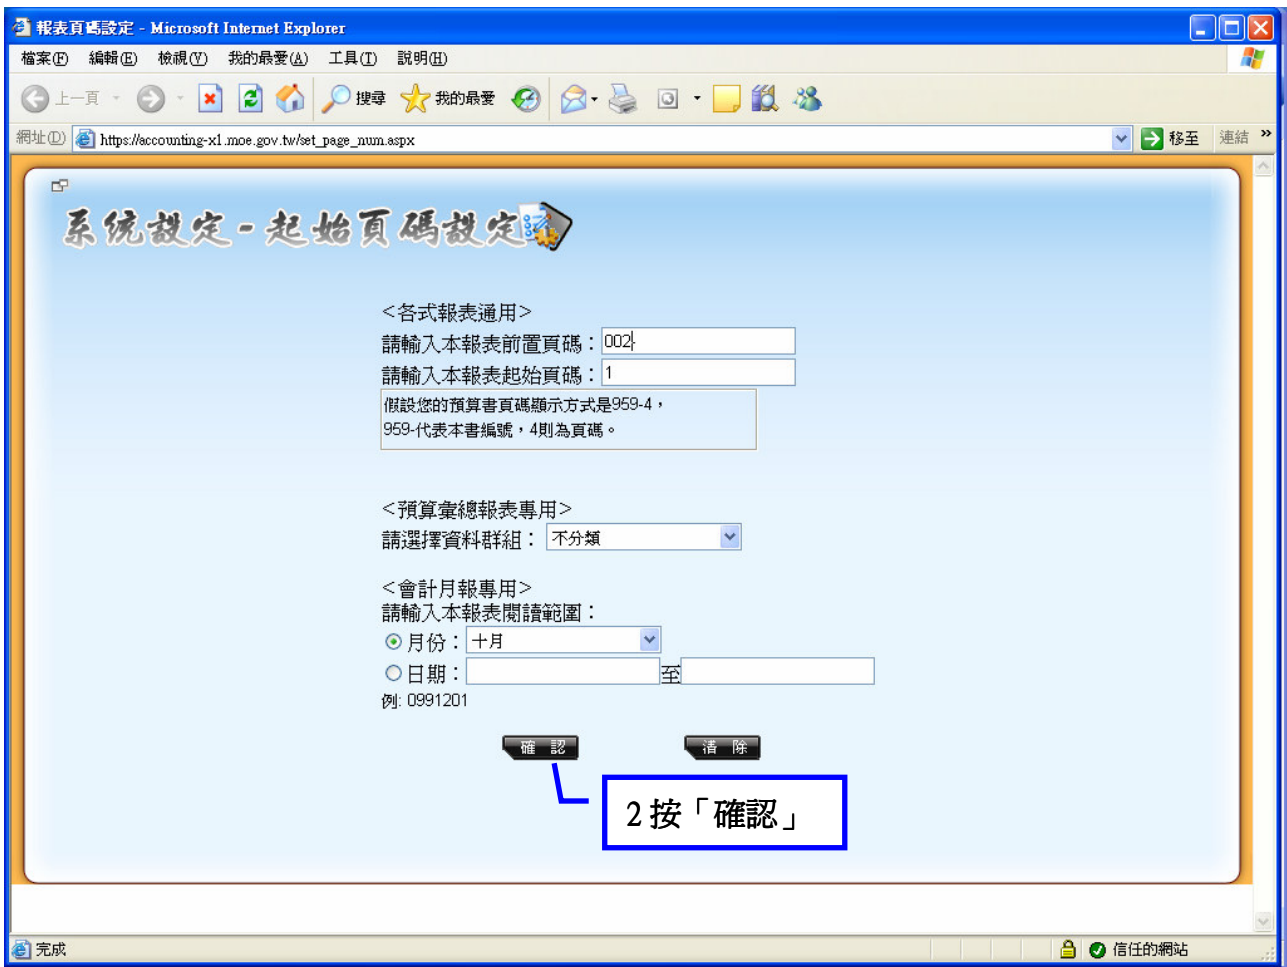 報表頁碼設定 - Microsoft Internet Explorer
檔案(F) 編輯(E) 檢視(V) 我的最愛(A) 工具(T) 說明(H)
上一頁 搜尋 我的最愛
網址(D) https://accounting-x1.moe.gov.tw/set_page_num.aspx 移至 連結 »
系統設定-起始頁碼設定
<各式報表通用>
請輸入本報表前置頁碼：002-
請輸入本報表起始頁碼：1
假設您的預算書頁碼顯示方式是959-4，
959-代表本書編號，4則為頁碼。
<預算彙總報表專用>
請選擇資料群組： 不分類
<會計月報專用>
請輸入本報表閱讀範圍：
月份： 十月
日期： 至
例: 0991201
確 認 清 除
2 按「確認」
完成 信任的網站